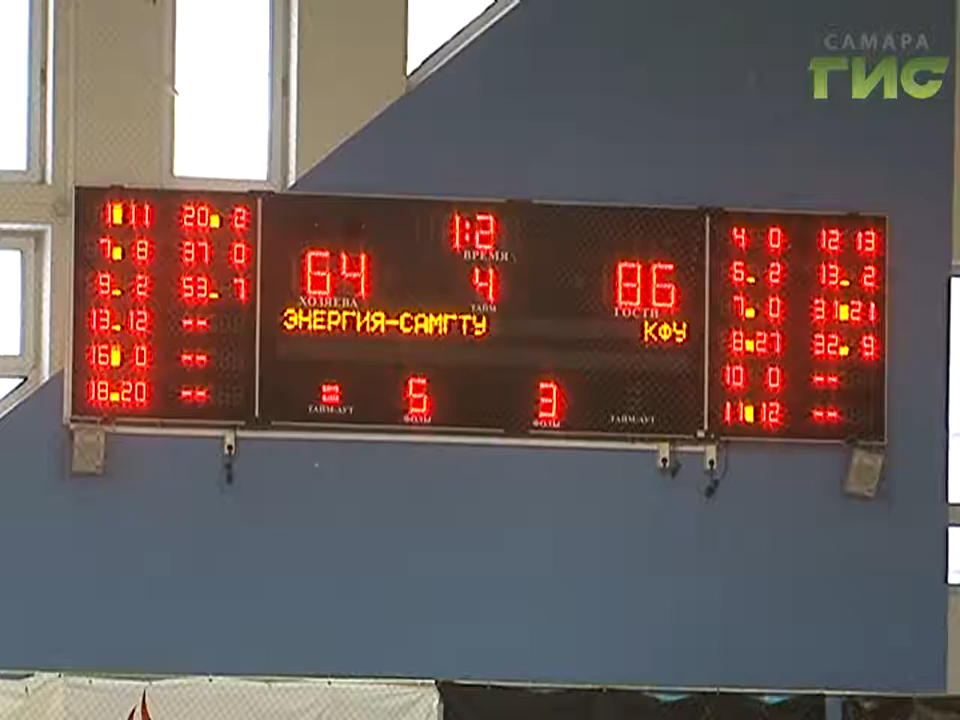 САМАРА
ГИС
1 11 20 2
7 8 37 0
9 2 53 7
13 12 --
16 0 --
18 20 --
1:2
ВРЕМЯ
64 4 86
ХОЗЯЕВА ТАЙМ ГОСТИ
ЭНЕРГИЯ-САМГТУ КФУ
5 3
ТАЙМ-АУТ ФОЛЫ ФОЛЫ ТАЙМ-АУТ
4 0 12 13
5 2 13 2
7 0 31 21
8 27 32 9
10 0 --
11 12 --